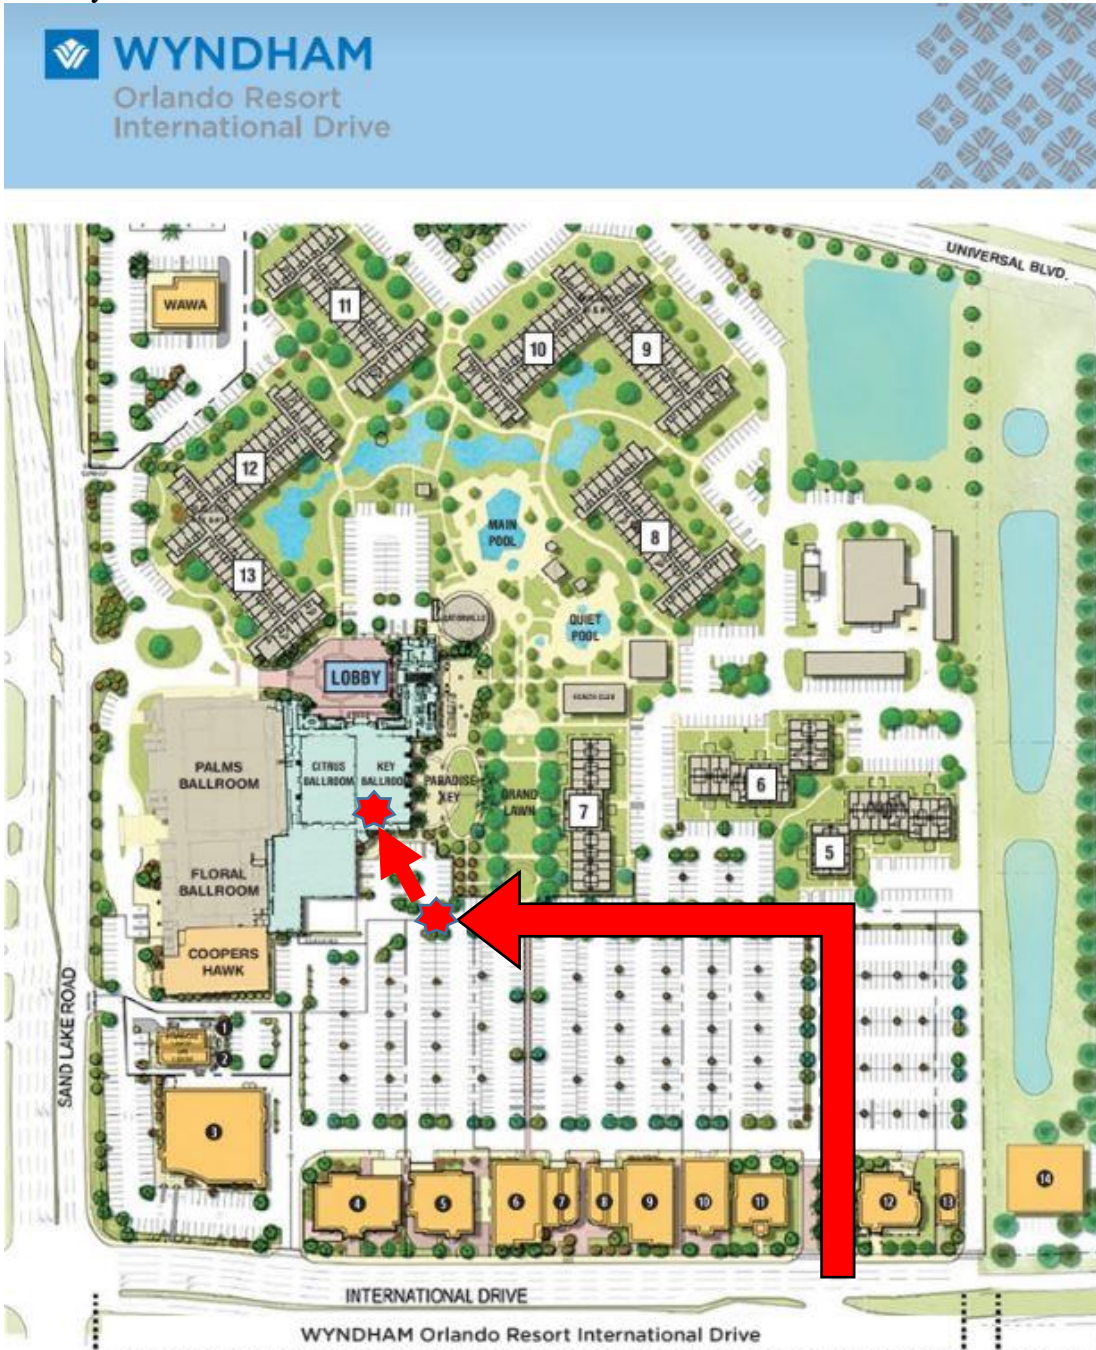 WYNDHAM
Orlando Resort
International Drive
UNIVERSAL BLVD.
WAWA
11
10
9
12
MAIN
POOL
8
13
QUIET
POOL
LOBBY
HEALTH CLUB
PALMS
BALLROOM
CITRUS
BALLROOM
KEY
BALLROOM
PARADISE
KEY
GRAND
LAWN
7
6
5
FLORAL
BALLROOM
COOPERS
HAWK
SAND LAKE ROAD
1
2
3
4
5
6
7
8
9
10
11
12
13
14
INTERNATIONAL DRIVE
WYNDHAM Orlando Resort International Drive